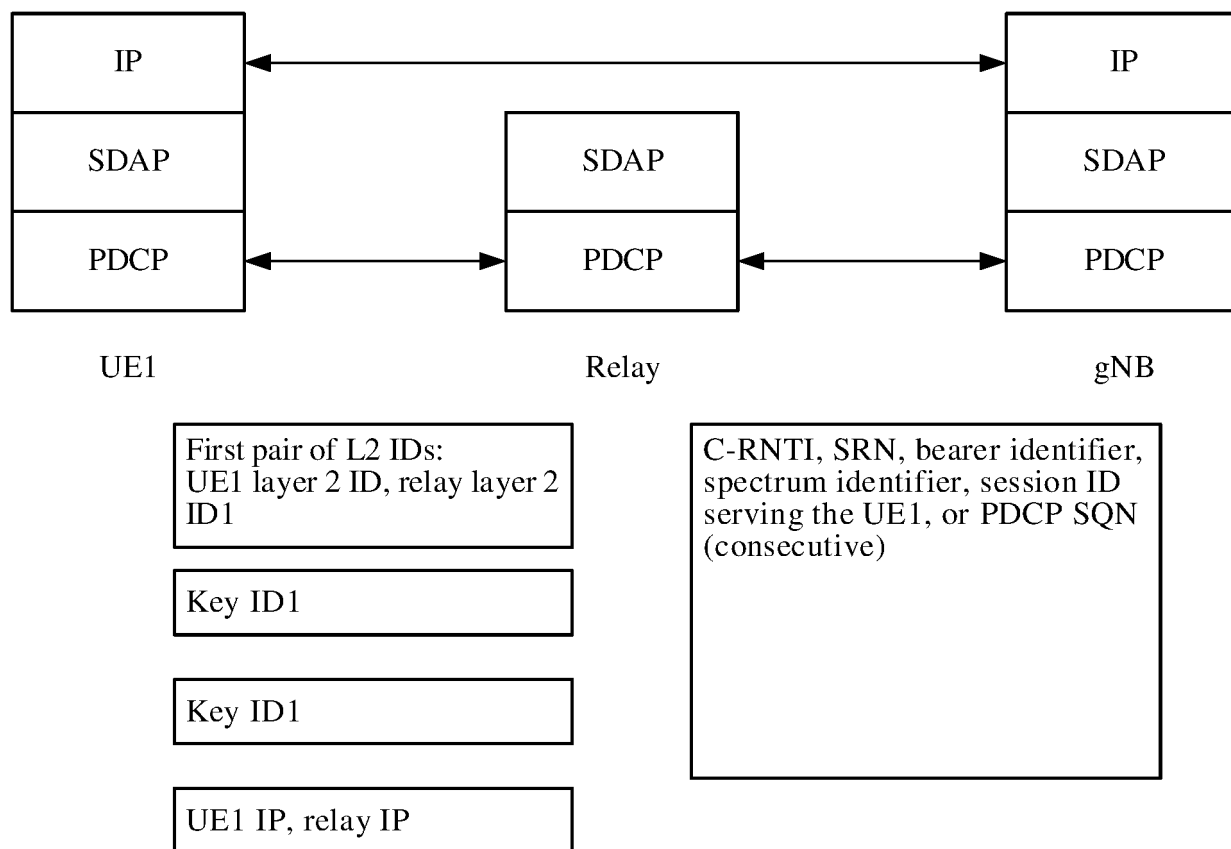 IP
IP
SDAP
SDAP
SDAP
PDCP
PDCP
PDCP
UE1
Relay
gNB
First pair of L2 IDs:
UE1 layer 2 ID, relay layer 2
ID1
C-RNTI, SRN, bearer identifier,
spectrum identifier, session ID
serving the UE1, or PDCP SQN
(consecutive)
Key ID1
Key ID1
UE1 IP, relay IP